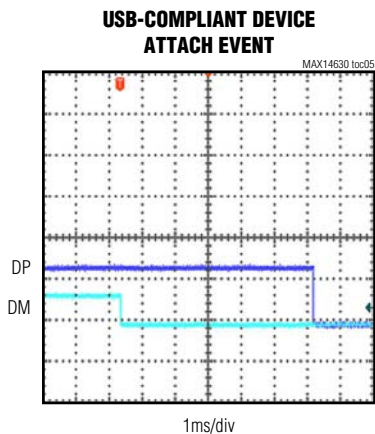 USB-COMPLIANT DEVICE
ATTACH EVENT
MAX14630 toc05
T
DP
DM
1ms/div